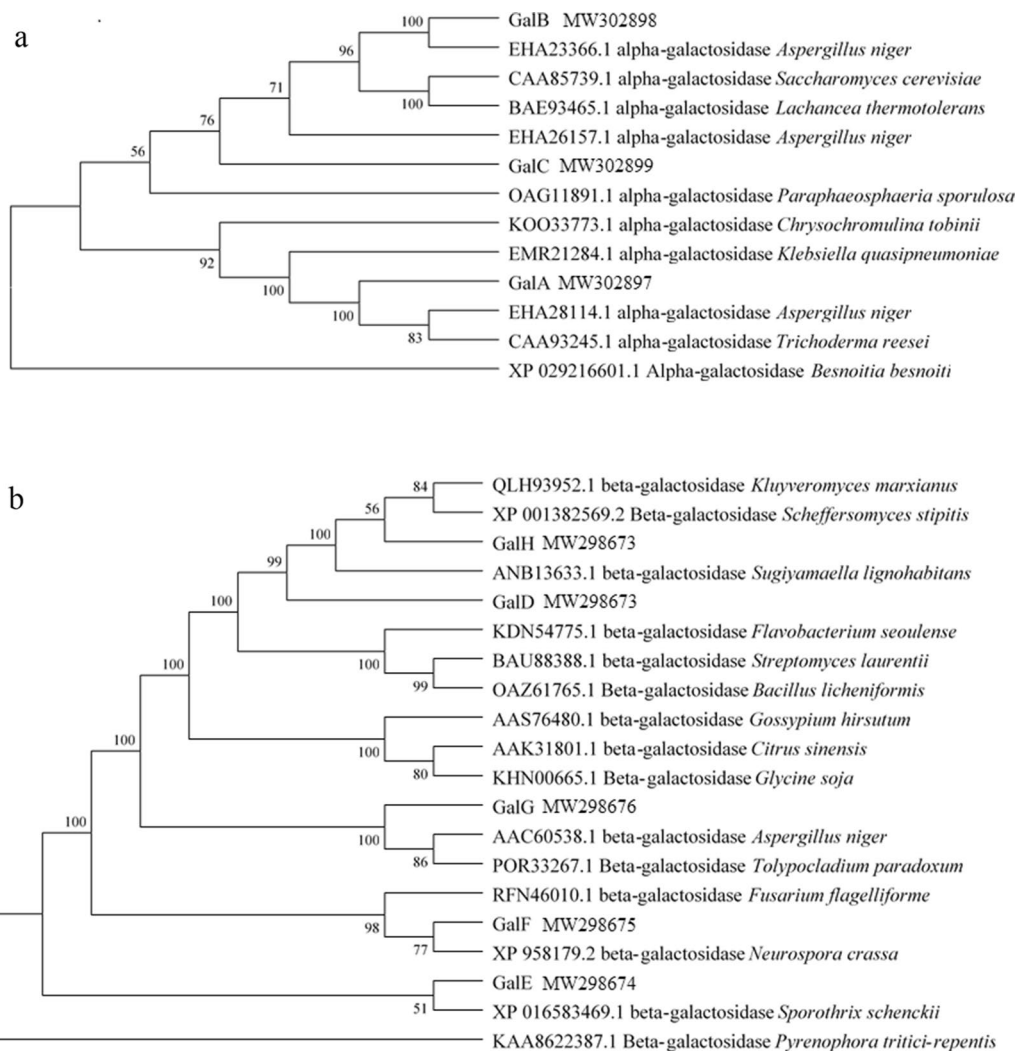 a
100
GalB MW302898
EHA23366.1 alpha-galactosidase Aspergillus niger
96
CAA85739.1 alpha-galactosidase Saccharomyces cerevisiae
71
100
BAE93465.1 alpha-galactosidase Lachancea thermotolerans
76
EHA26157.1 alpha-galactosidase Aspergillus niger
56
GalC MW302899
OAG11891.1 alpha-galactosidase Paraphaeosphaeria sporulosa
KOO33773.1 alpha-galactosidase Chrysochromulina tobinii
92
EMR21284.1 alpha-galactosidase Klebsiella quasipneumoniae
100
GalA MW302897
100
EHA28114.1 alpha-galactosidase Aspergillus niger
83
CAA93245.1 alpha-galactosidase Trichoderma reesei
XP 029216601.1 Alpha-galactosidase Besnoitia besnoiti
b
84
QLH93952.1 beta-galactosidase Kluyveromyces marxianus
56
XP 001382569.2 Beta-galactosidase Scheffersomyces stipitis
100
GalH MW298673
99
ANB13633.1 beta-galactosidase Sugiyamaella lignohabitans
100
GalD MW298673
KDN54775.1 beta-galactosidase Flavobacterium seoulense
100
100
BAU88388.1 beta-galactosidase Streptomyces laurentii
99
OAZ61765.1 Beta-galactosidase Bacillus licheniformis
AAS76480.1 beta-galactosidase Gossypium hirsutum
100
100
AAK31801.1 beta-galactosidase Citrus sinensis
80
KHN00665.1 Beta-galactosidase Glycine soja
GalG MW298676
100
100
AAC60538.1 beta-galactosidase Aspergillus niger
86
POR33267.1 Beta-galactosidase Tolypocladium paradoxum
RFN46010.1 beta-galactosidase Fusarium flagelliforme
98
GalF MW298675
77
XP 958179.2 beta-galactosidase Neurospora crassa
GalE MW298674
51
XP 016583469.1 beta-galactosidase Sporothrix schenckii
KAA8622387.1 Beta-galactosidase Pyrenophora tritici-repentis